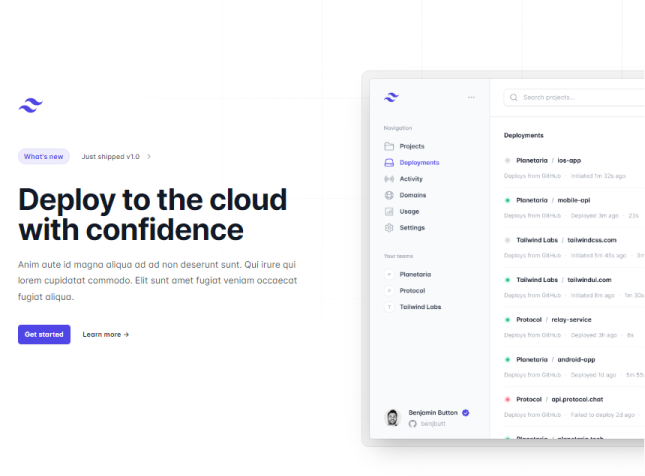 What's new
Just shipped v1.0
Deploy to the cloud
with confidence
Anim aute id magna aliqua ad ad non deserunt sunt. Qui irure qui
lorem cupidatat commodo. Elit sunt amet fugiat veniam occaecat
fugiat aliqua.
Get started
Learn more →
Navigation
Projects
Deployments
Activity
Domains
Usage
Settings
Your teams
P
Planetaria
P
Protocol
T
Tailwind Labs
Benjamin Button
benjbutt
Search projects...
Deployments
Planetaria / ios-app
Deploys from GitHub · Initiated 1m 32s ago
Planetaria / mobile-api
Deploys from GitHub · Deployed 3m ago · 23s
Tailwind Labs / tailwindcss.com
Deploys from GitHub · Initiated 5m 45s ago
Tailwind Labs / tailwindui.com
Deploys from GitHub · Initiated 6m ago · 1m 30s
Protocol / relay-service
Deploys from GitHub · Deployed 3h ago · 6s
Planetaria / android-app
Deploys from GitHub · Deployed 1d ago · 5m
Protocol / api.protocol.chat
Deploys from GitHub · Failed to deploy 2d ago
Planetaria / planetaria.tech